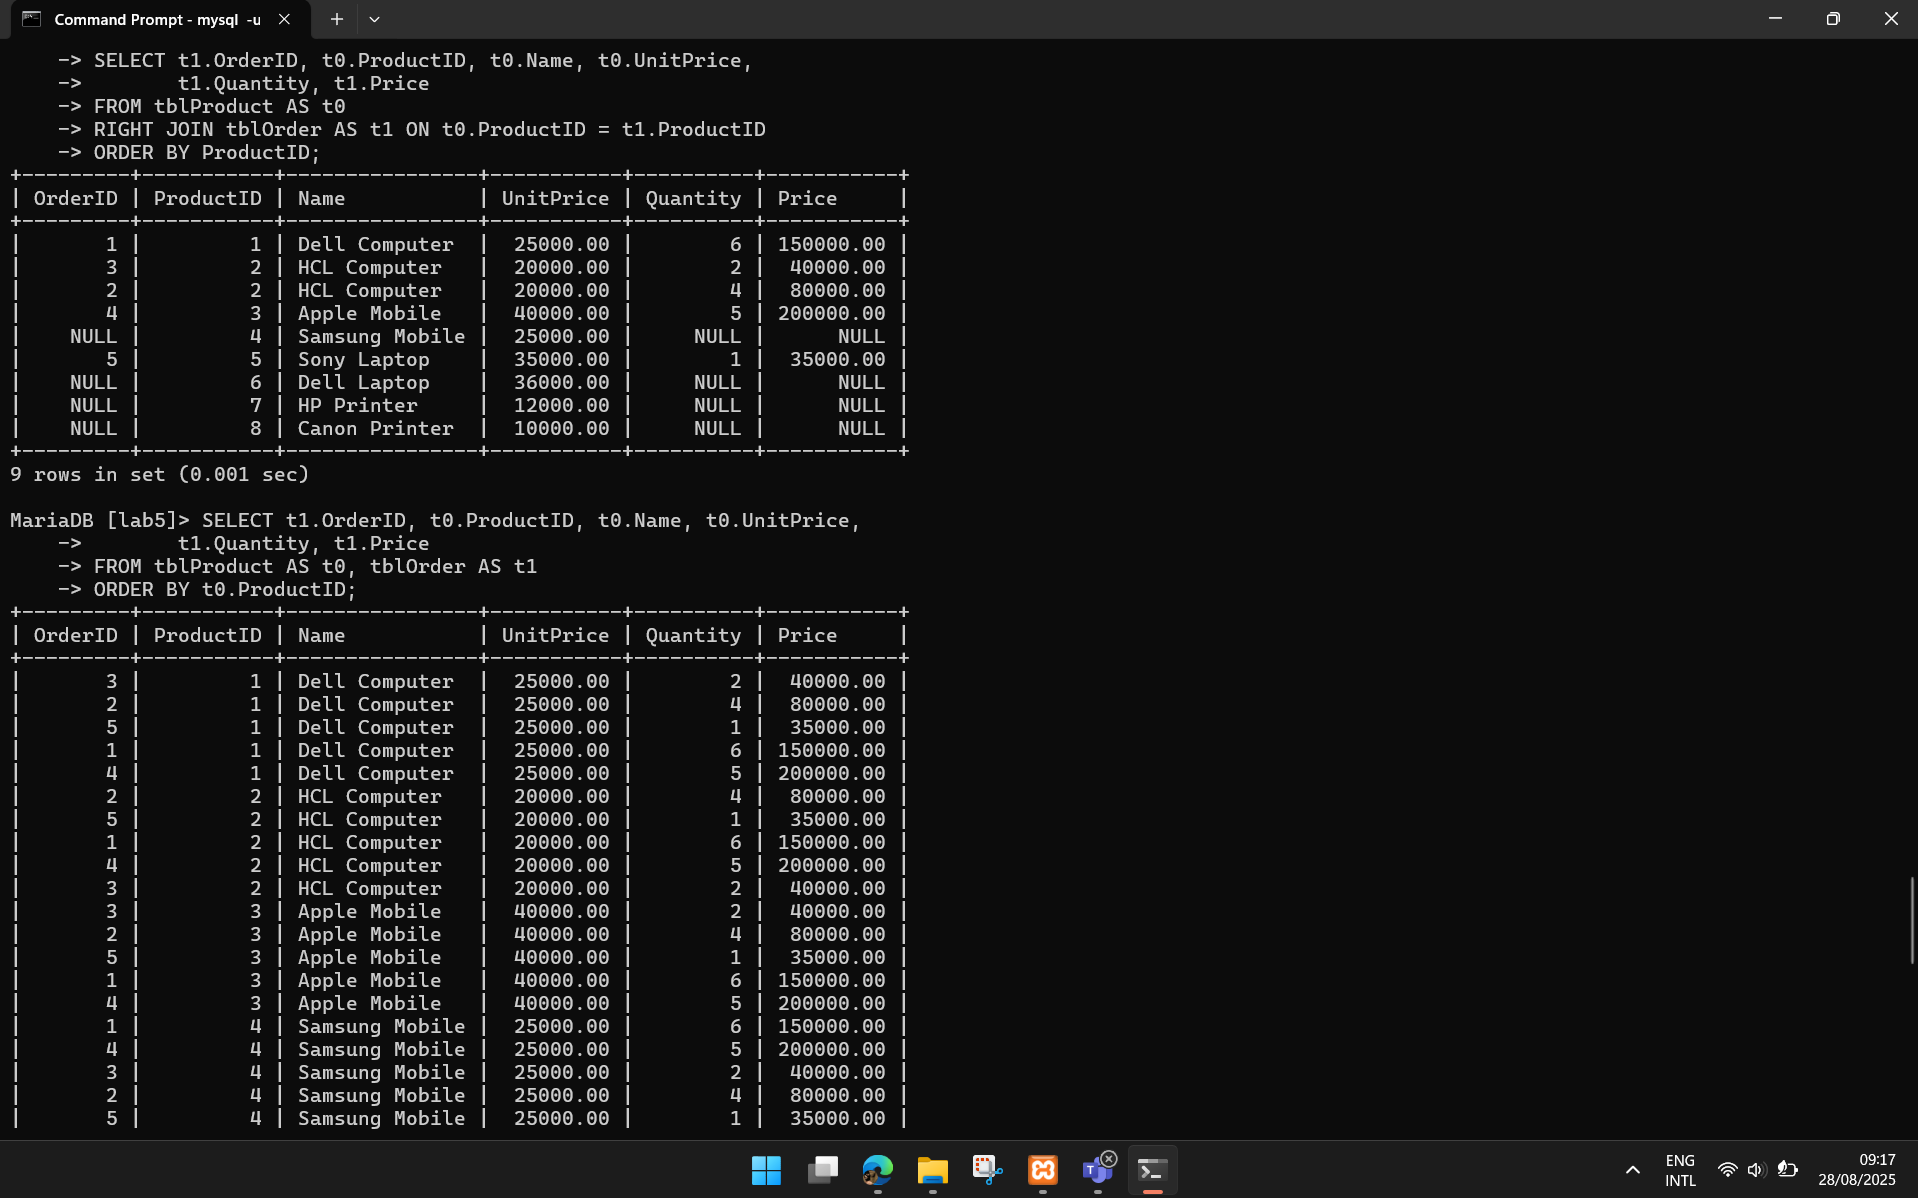 Command Prompt - mysql -u
-> SELECT t1.OrderID, t0.ProductID, t0.Name, t0.UnitPrice,
->        t1.Quantity, t1.Price
-> FROM tblProduct AS t0
-> RIGHT JOIN tblOrder AS t1 ON t0.ProductID = t1.ProductID
-> ORDER BY ProductID;
+---------+-----------+----------------+-----------+----------+-----------+
| OrderID | ProductID | Name           | UnitPrice | Quantity | Price     |
+---------+-----------+----------------+-----------+----------+-----------+
|       1 |         1 | Dell Computer  |  25000.00 |        6 | 150000.00 |
|       3 |         2 | HCL Computer   |  20000.00 |        2 |  40000.00 |
|       2 |         2 | HCL Computer   |  20000.00 |        4 |  80000.00 |
|       4 |         3 | Apple Mobile   |  40000.00 |        5 | 200000.00 |
|    NULL |         4 | Samsung Mobile |  25000.00 |     NULL |      NULL |
|       5 |         5 | Sony Laptop    |  35000.00 |        1 |  35000.00 |
|    NULL |         6 | Dell Laptop    |  36000.00 |     NULL |      NULL |
|    NULL |         7 | HP Printer     |  12000.00 |     NULL |      NULL |
|    NULL |         8 | Canon Printer  |  10000.00 |     NULL |      NULL |
+---------+-----------+----------------+-----------+----------+-----------+
9 rows in set (0.001 sec)
MariaDB [lab5]> SELECT t1.OrderID, t0.ProductID, t0.Name, t0.UnitPrice,
->        t1.Quantity, t1.Price
-> FROM tblProduct AS t0, tblOrder AS t1
-> ORDER BY t0.ProductID;
+---------+-----------+----------------+-----------+----------+-----------+
| OrderID | ProductID | Name           | UnitPrice | Quantity | Price     |
+---------+-----------+----------------+-----------+----------+-----------+
|       3 |         1 | Dell Computer  |  25000.00 |        2 |  40000.00 |
|       2 |         1 | Dell Computer  |  25000.00 |        4 |  80000.00 |
|       5 |         1 | Dell Computer  |  25000.00 |        1 |  35000.00 |
|       1 |         1 | Dell Computer  |  25000.00 |        6 | 150000.00 |
|       4 |         1 | Dell Computer  |  25000.00 |        5 | 200000.00 |
|       2 |         2 | HCL Computer   |  20000.00 |        4 |  80000.00 |
|       5 |         2 | HCL Computer   |  20000.00 |        1 |  35000.00 |
|       1 |         2 | HCL Computer   |  20000.00 |        6 | 150000.00 |
|       4 |         2 | HCL Computer   |  20000.00 |        5 | 200000.00 |
|       3 |         2 | HCL Computer   |  20000.00 |        2 |  40000.00 |
|       3 |         3 | Apple Mobile   |  40000.00 |        2 |  40000.00 |
|       2 |         3 | Apple Mobile   |  40000.00 |        4 |  80000.00 |
|       5 |         3 | Apple Mobile   |  40000.00 |        1 |  35000.00 |
|       1 |         3 | Apple Mobile   |  40000.00 |        6 | 150000.00 |
|       4 |         3 | Apple Mobile   |  40000.00 |        5 | 200000.00 |
|       1 |         4 | Samsung Mobile |  25000.00 |        6 | 150000.00 |
|       4 |         4 | Samsung Mobile |  25000.00 |        5 | 200000.00 |
|       3 |         4 | Samsung Mobile |  25000.00 |        2 |  40000.00 |
|       2 |         4 | Samsung Mobile |  25000.00 |        4 |  80000.00 |
|       5 |         4 | Samsung Mobile |  25000.00 |        1 |  35000.00 |
ENG
INTL
09:17
28/08/2025